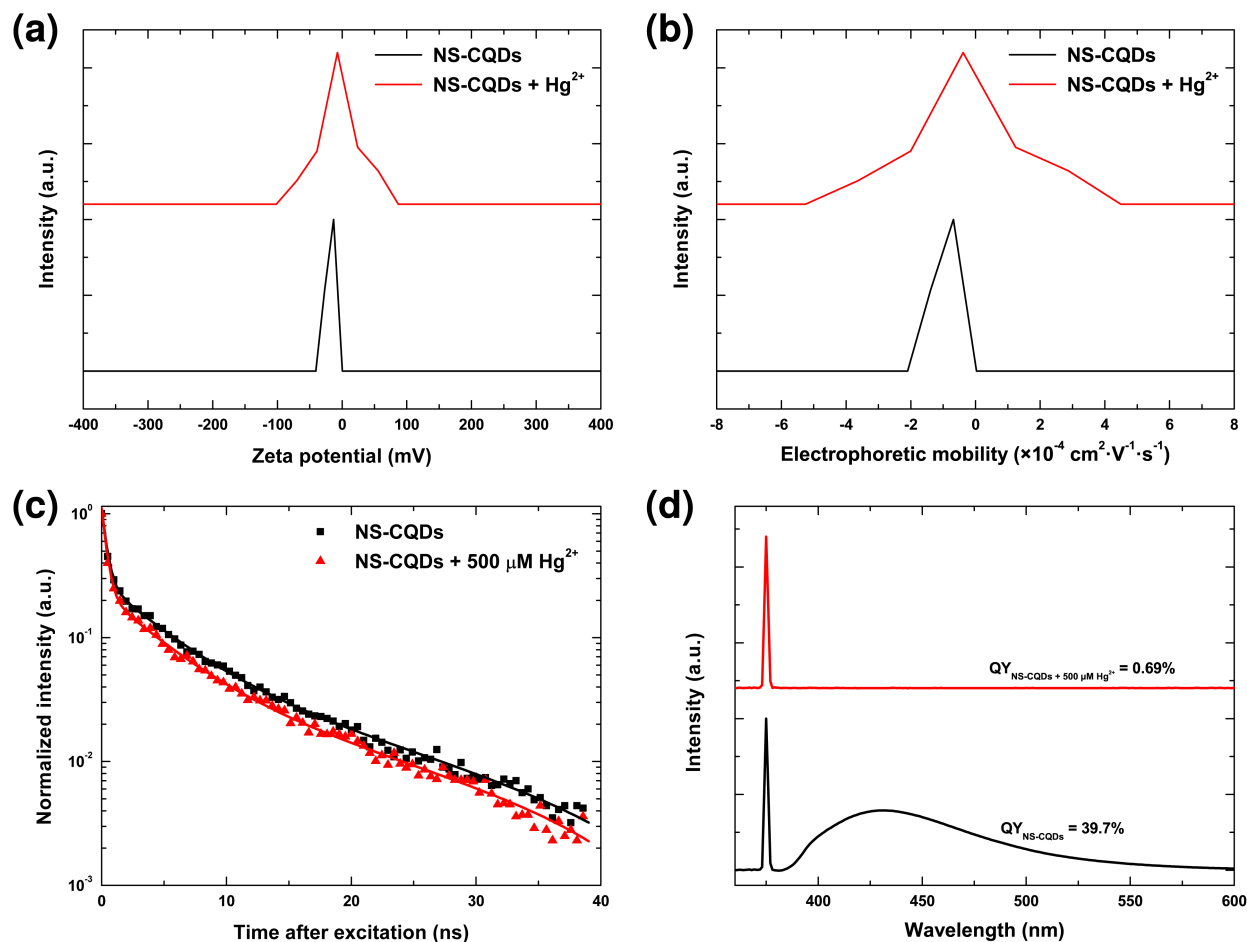 (a)
NS-CQDs
NS-CQDs + Hg²⁺
Intensity (a.u.)
-400 -300 -200 -100 0 100 200 300 400
Zeta potential (mV)
(b)
NS-CQDs
NS-CQDs + Hg²⁺
Intensity (a.u.)
-8 -6 -4 -2 0 2 4 6 8
Electrophoretic mobility (×10⁻⁴ cm²·V⁻¹·s⁻¹)
(c)
NS-CQDs
NS-CQDs + 500 μM Hg²⁺
Normalized intensity (a.u.)
10⁰
10⁻¹
10⁻²
10⁻³
0 10 20 30 40
Time after excitation (ns)
(d)
QY NS-CQDs + 500 μM Hg²⁺ = 0.69%
QY NS-CQDs = 39.7%
Intensity (a.u.)
400 450 500 550 600
Wavelength (nm)